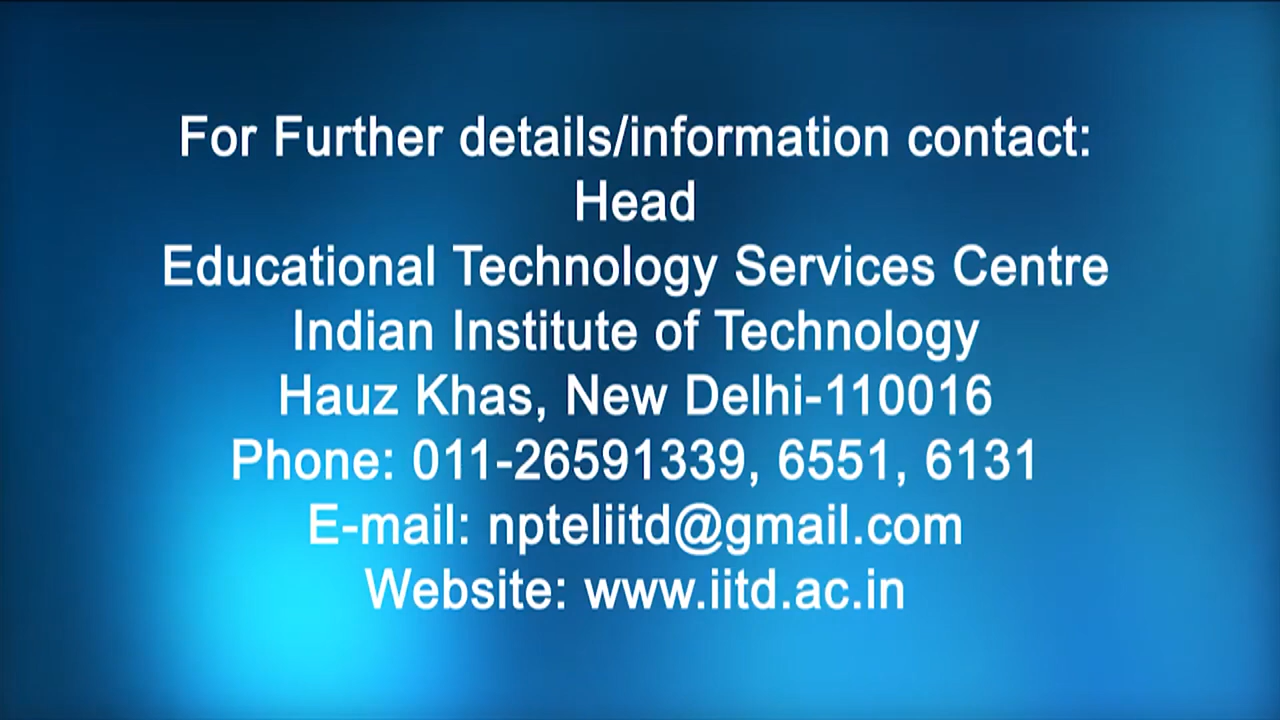 For Further details/information contact:
Head
Educational Technology Services Centre
Indian Institute of Technology
Hauz Khas, New Delhi-110016
Phone: 011-26591339, 6551, 6131
E-mail: npteliitd@gmail.com
Website: www.iitd.ac.in